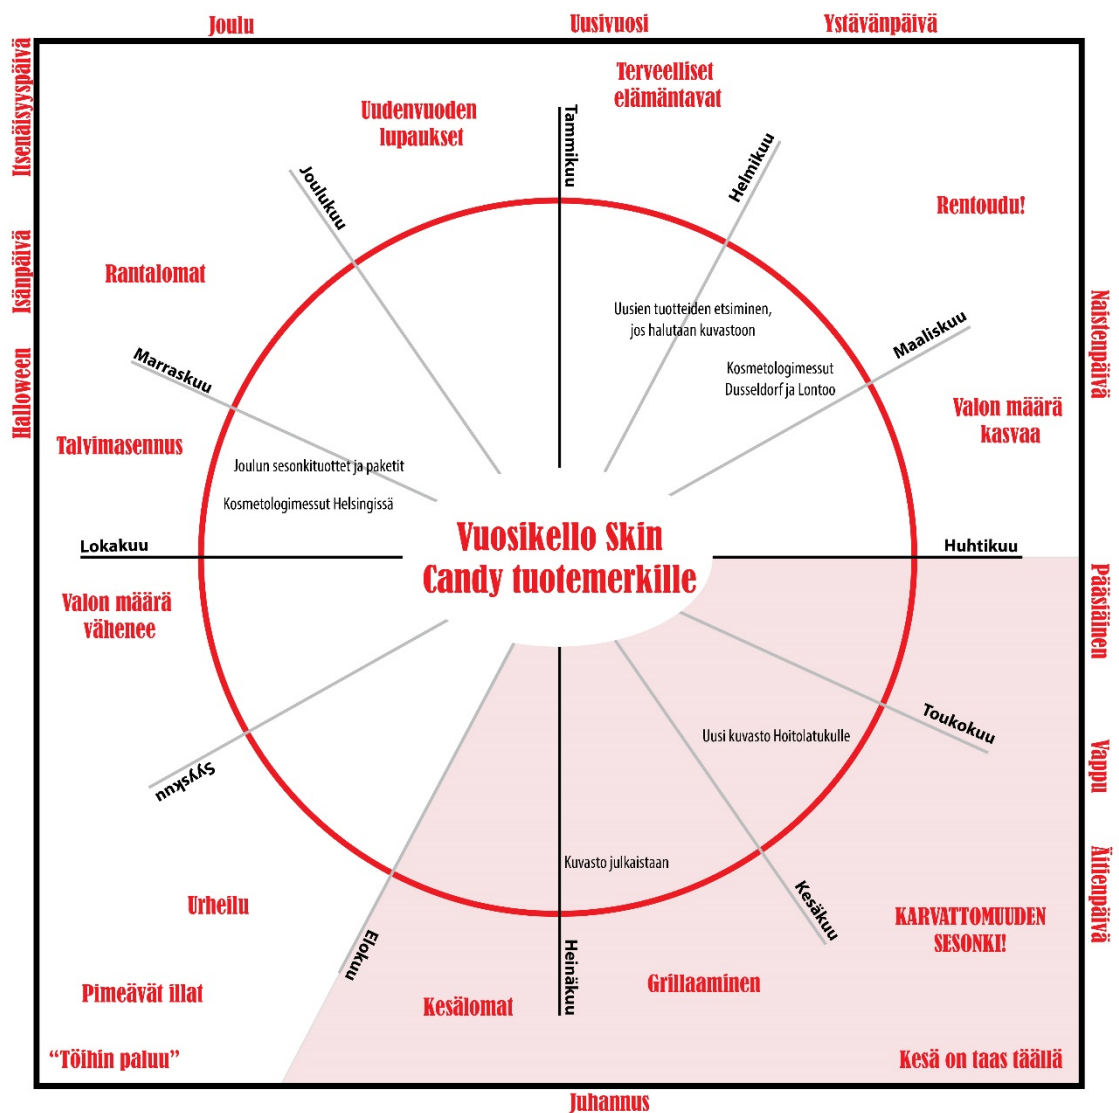 Joulu
Uusivuosi
Ystävänpäivä
Itsenäisyyspäivä
Isänpäivä
Halloween
Naistenpäivä
Pääsiäinen
Vappu
Äitienpäivä
Juhannus
Terveelliset
elämäntavat
Uudenvuoden
lupaukset
Tammikuu
Helmikuu
Joulukuu
Rentoudu!
Rantalomat
Uusien tuotteiden etsiminen,
jos halutaan kuvastoon
Maaliskuu
Marraskuu
Kosmetologimessut
Dusseldorf ja Lontoo
Valon määrä
kasvaa
Talvimasennus
Joulun sesonkituottet ja paketit
Kosmetologimessut Helsingissä
Vuosikello Skin
Candy tuotemerkille
Lokakuu
Huhtikuu
Valon määrä
vähenee
Toukokuu
Uusi kuvasto Hoitolatukulle
Syyskuu
Kuvasto julkaistaan
Kesäkuu
Urheilu
KARVATTOMUUDEN
SESONKI!
Elokuu
Heinäkuu
Grillaaminen
Pimeävät illat
Kesälomat
“Töihin paluu”
Kesä on taas täällä